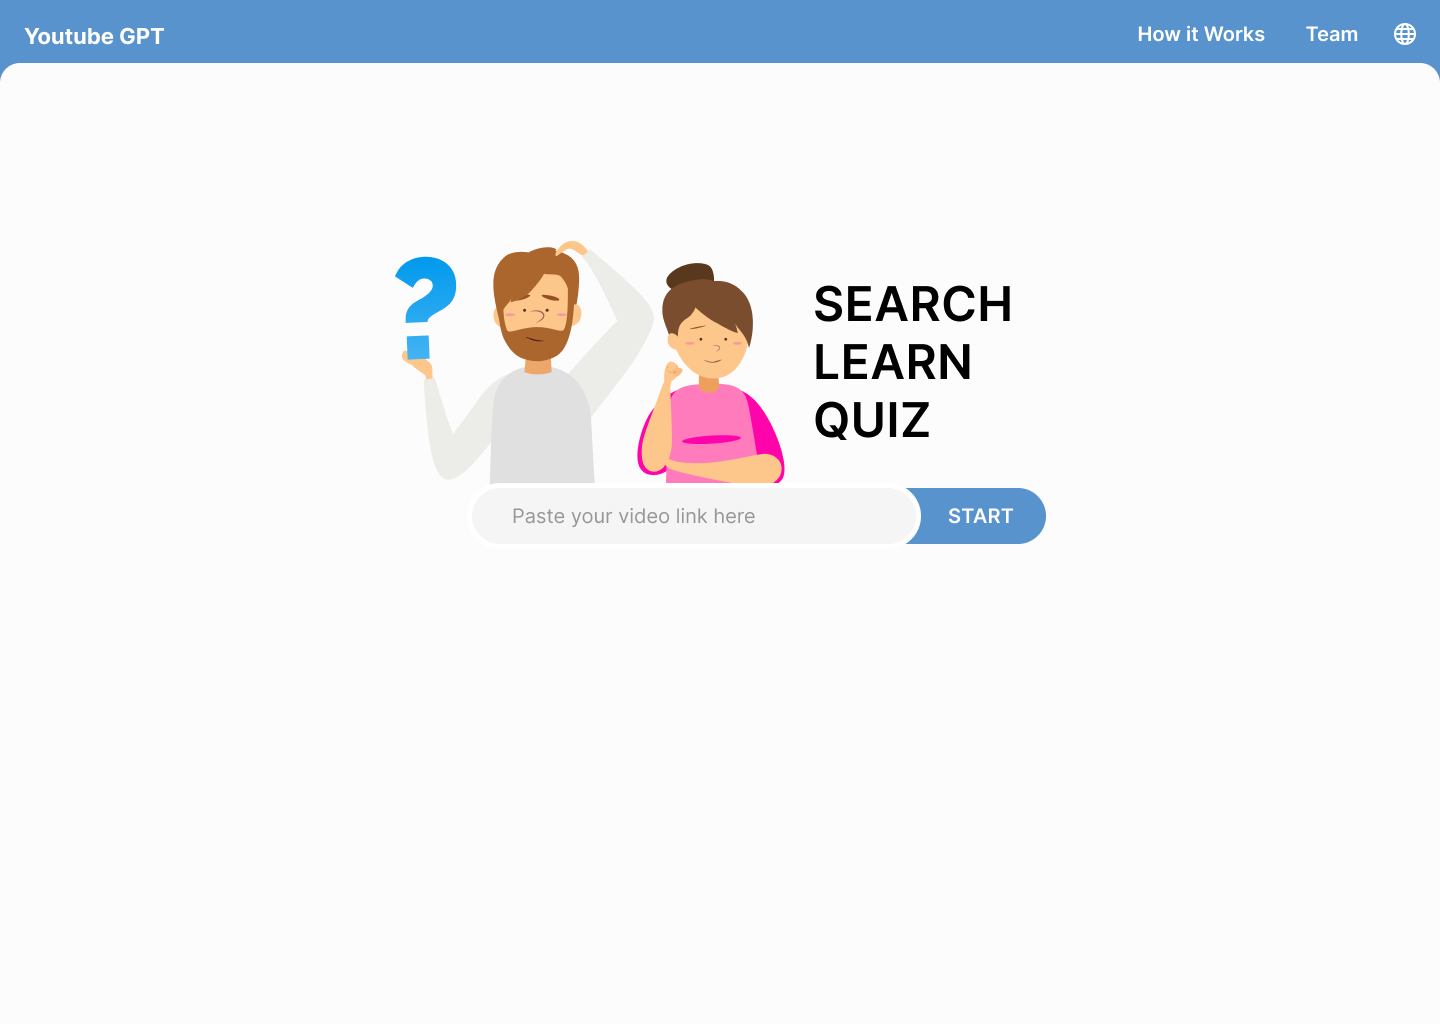 Youtube GPT
How it Works
Team
?
SEARCH
LEARN
QUIZ
Paste your video link here
START